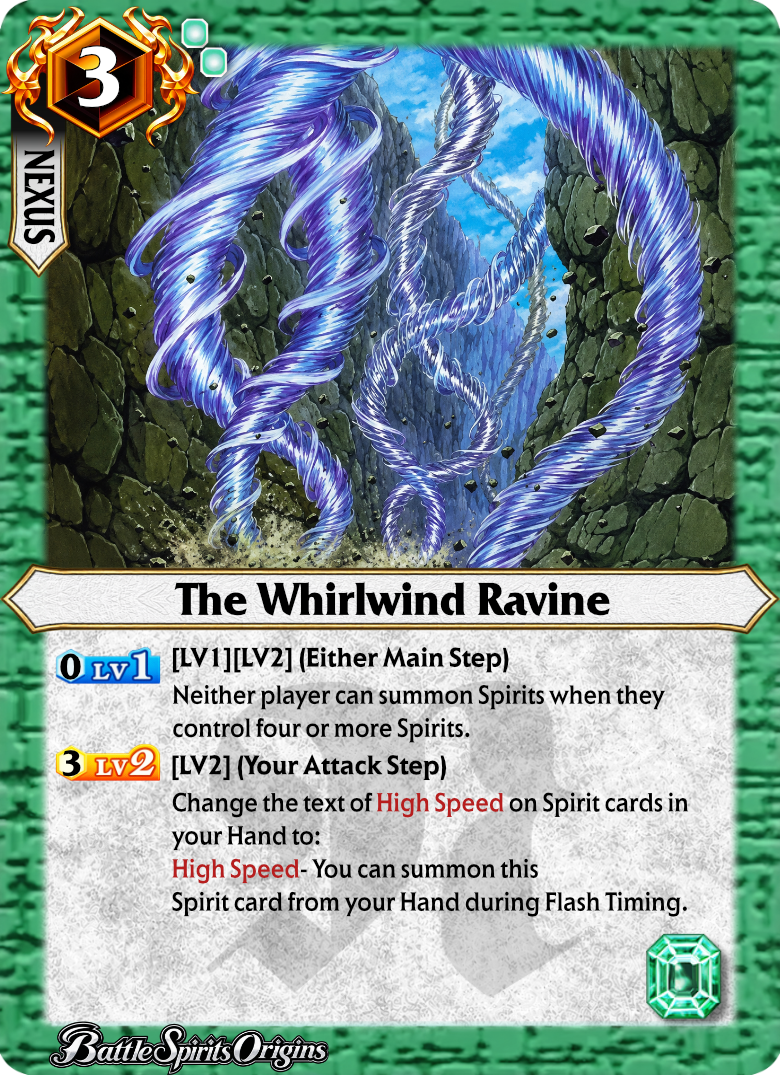 3
NEXUS
The Whirlwind Ravine
0 LV1 [LV1][LV2] (Either Main Step)
Neither player can summon Spirits when they
control four or more Spirits.
3 LV2 [LV2] (Your Attack Step)
Change the text of High Speed on Spirit cards in
your Hand to:
High Speed- You can summon this
Spirit card from your Hand during Flash Timing.
Battle Spirits Origins